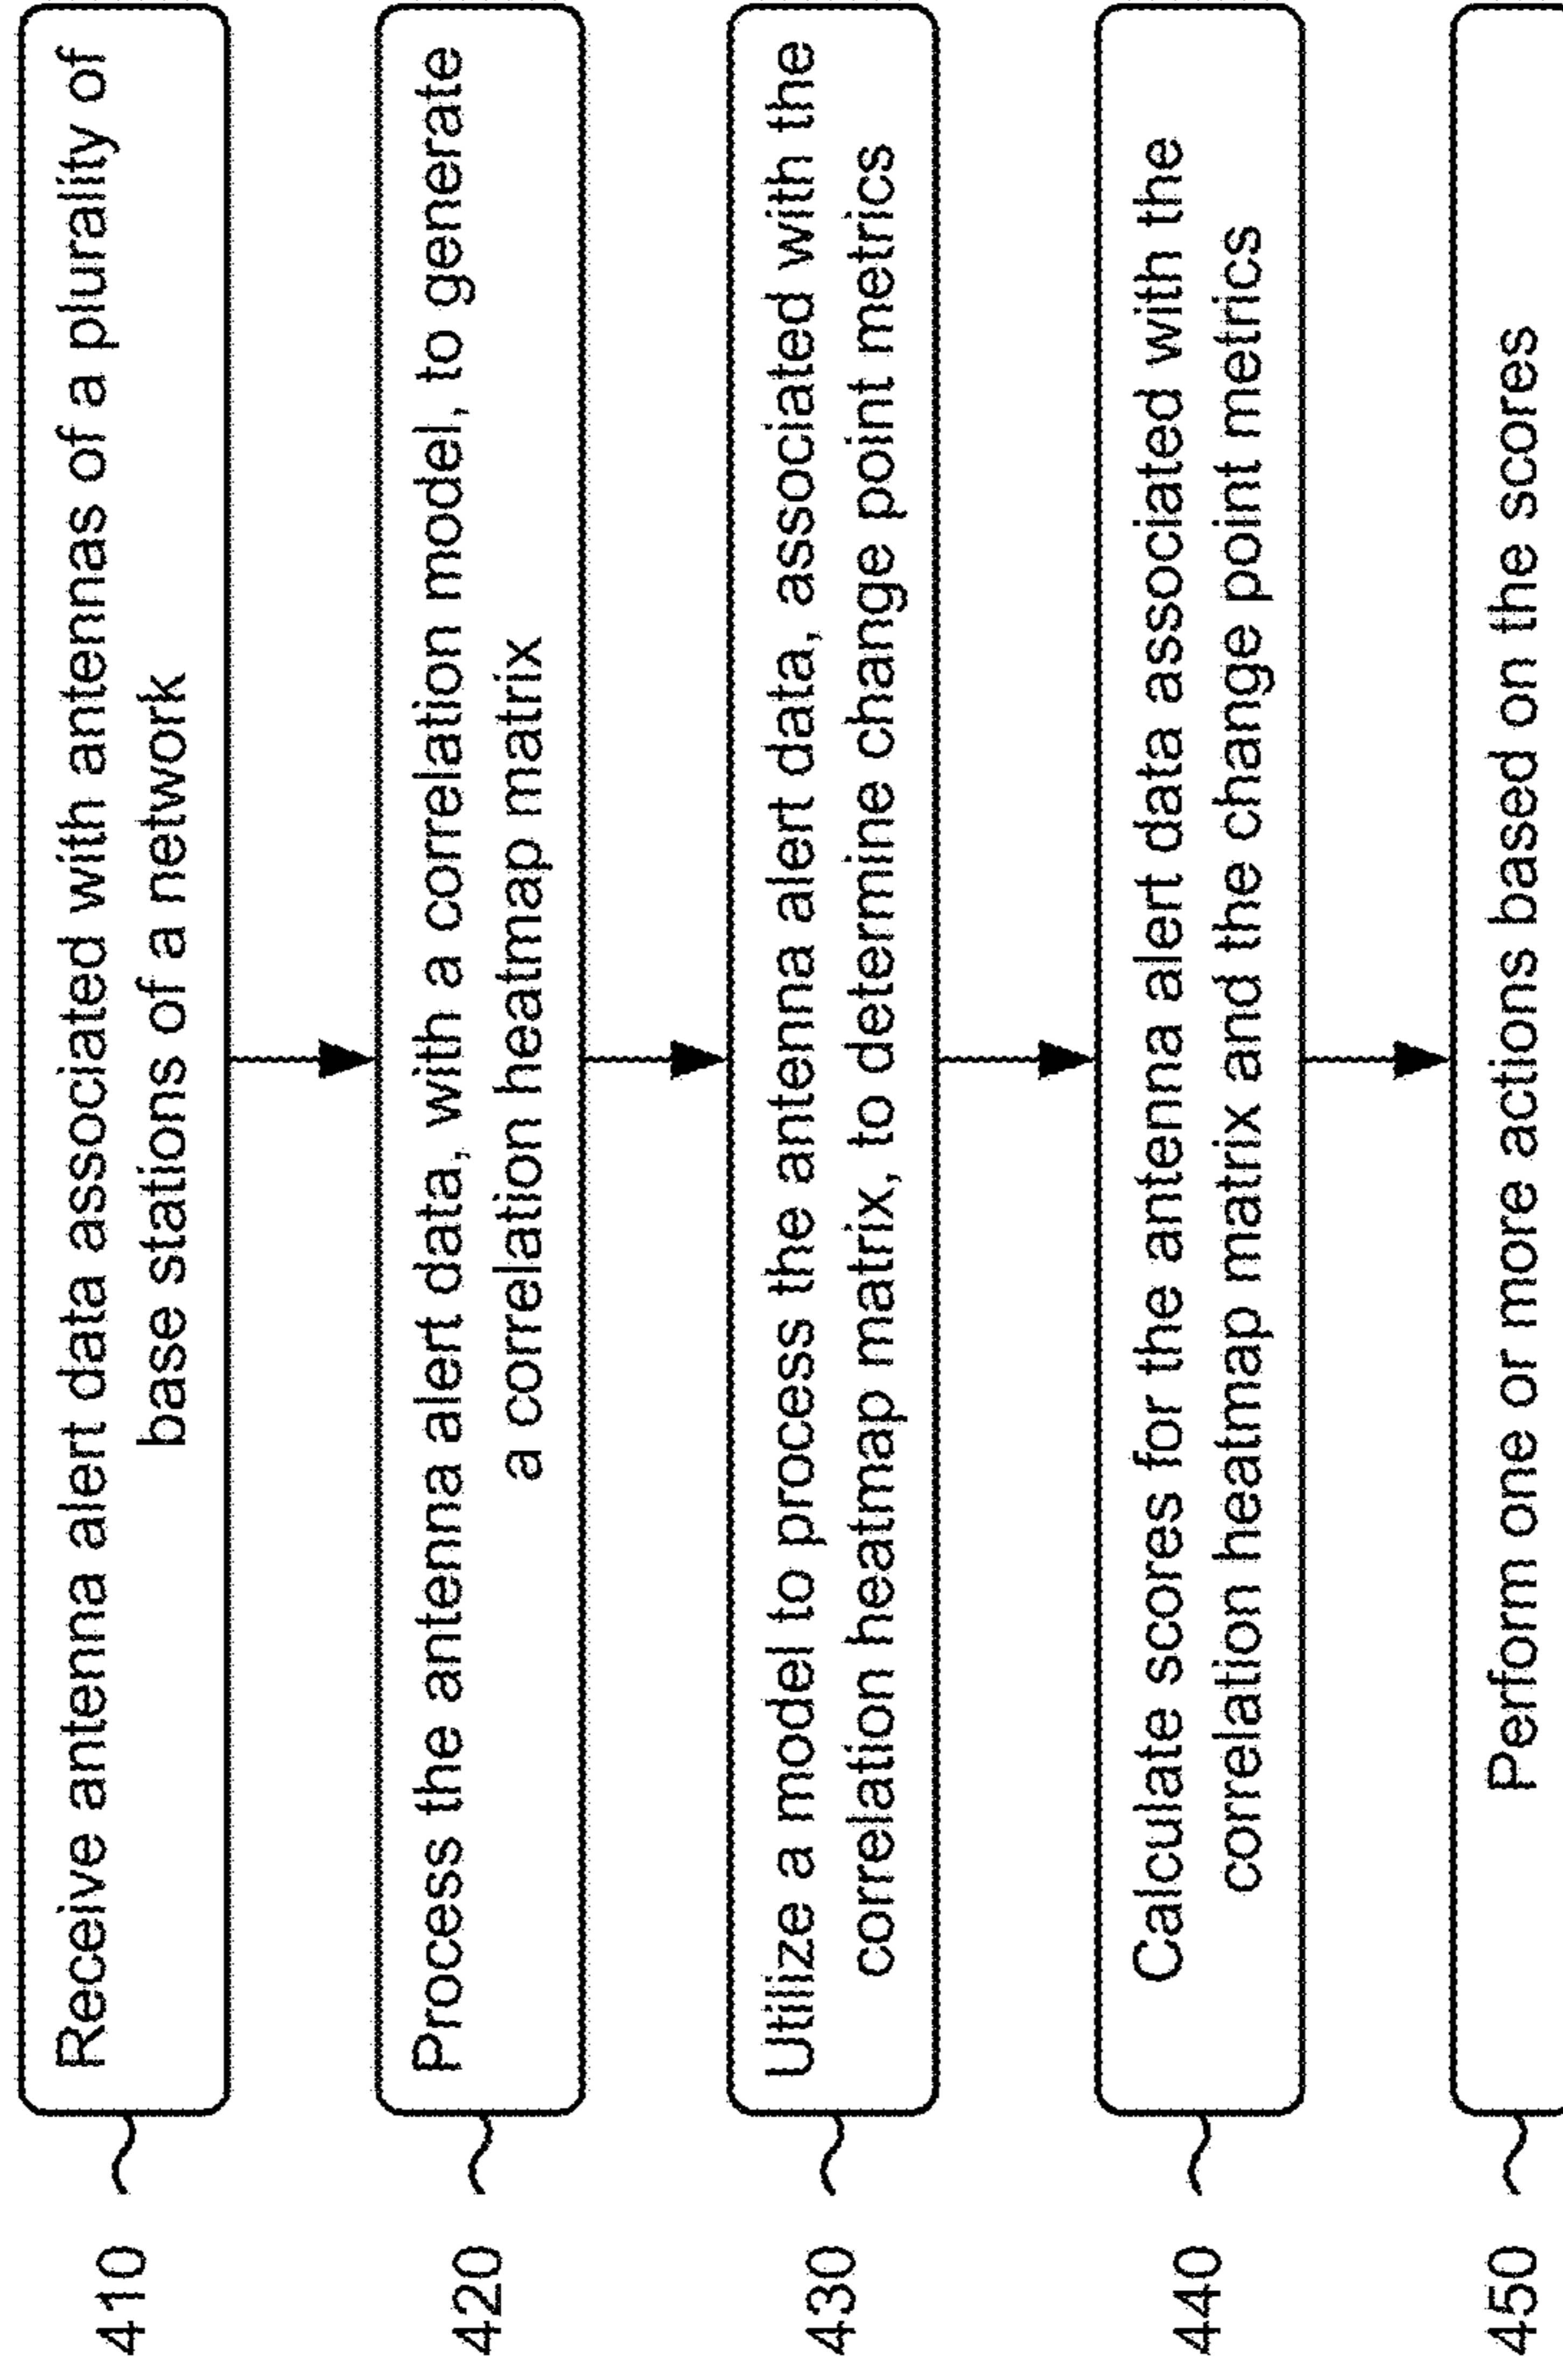 410
Receive antenna alert data associated with antennas of a plurality of
base stations of a network
420
Process the antenna alert data, with a correlation model, to generate
a correlation heatmap matrix
430
Utilize a model to process the antenna alert data, associated with the
correlation heatmap matrix, to determine change point metrics
440
Calculate scores for the antenna alert data associated with the
correlation heatmap matrix and the change point metrics
450
Perform one or more actions based on the scores